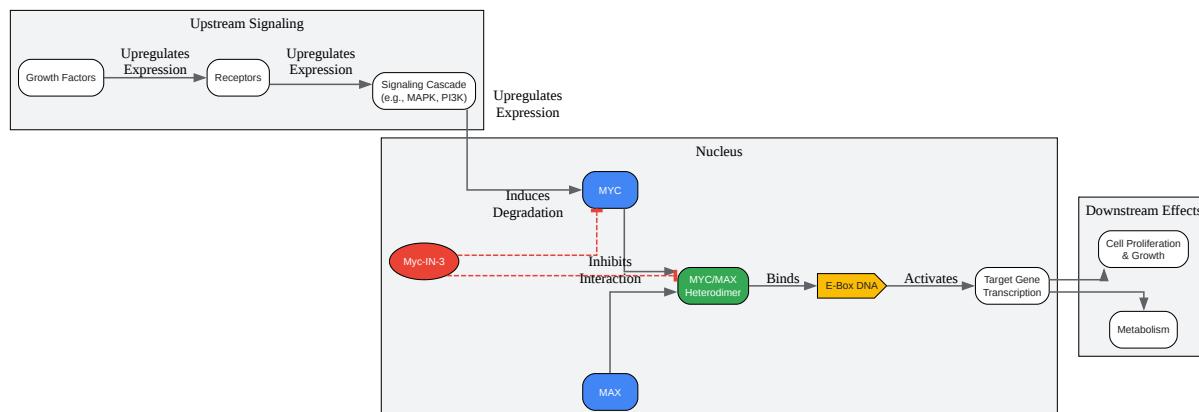 Upstream Signaling
Growth Factors
Upregulates
Expression
Receptors
Upregulates
Expression
Signaling Cascade
(e.g., MAPK, PI3K)
Upregulates
Expression
Nucleus
MYC
Induces
Degradation
Myc-IN-3
Inhibits
Interaction
MYC/MAX
Heterodimer
Binds
E-Box DNA
Activates
Target Gene
Transcription
MAX
Downstream Effects
Cell Proliferation
& Growth
Metabolism